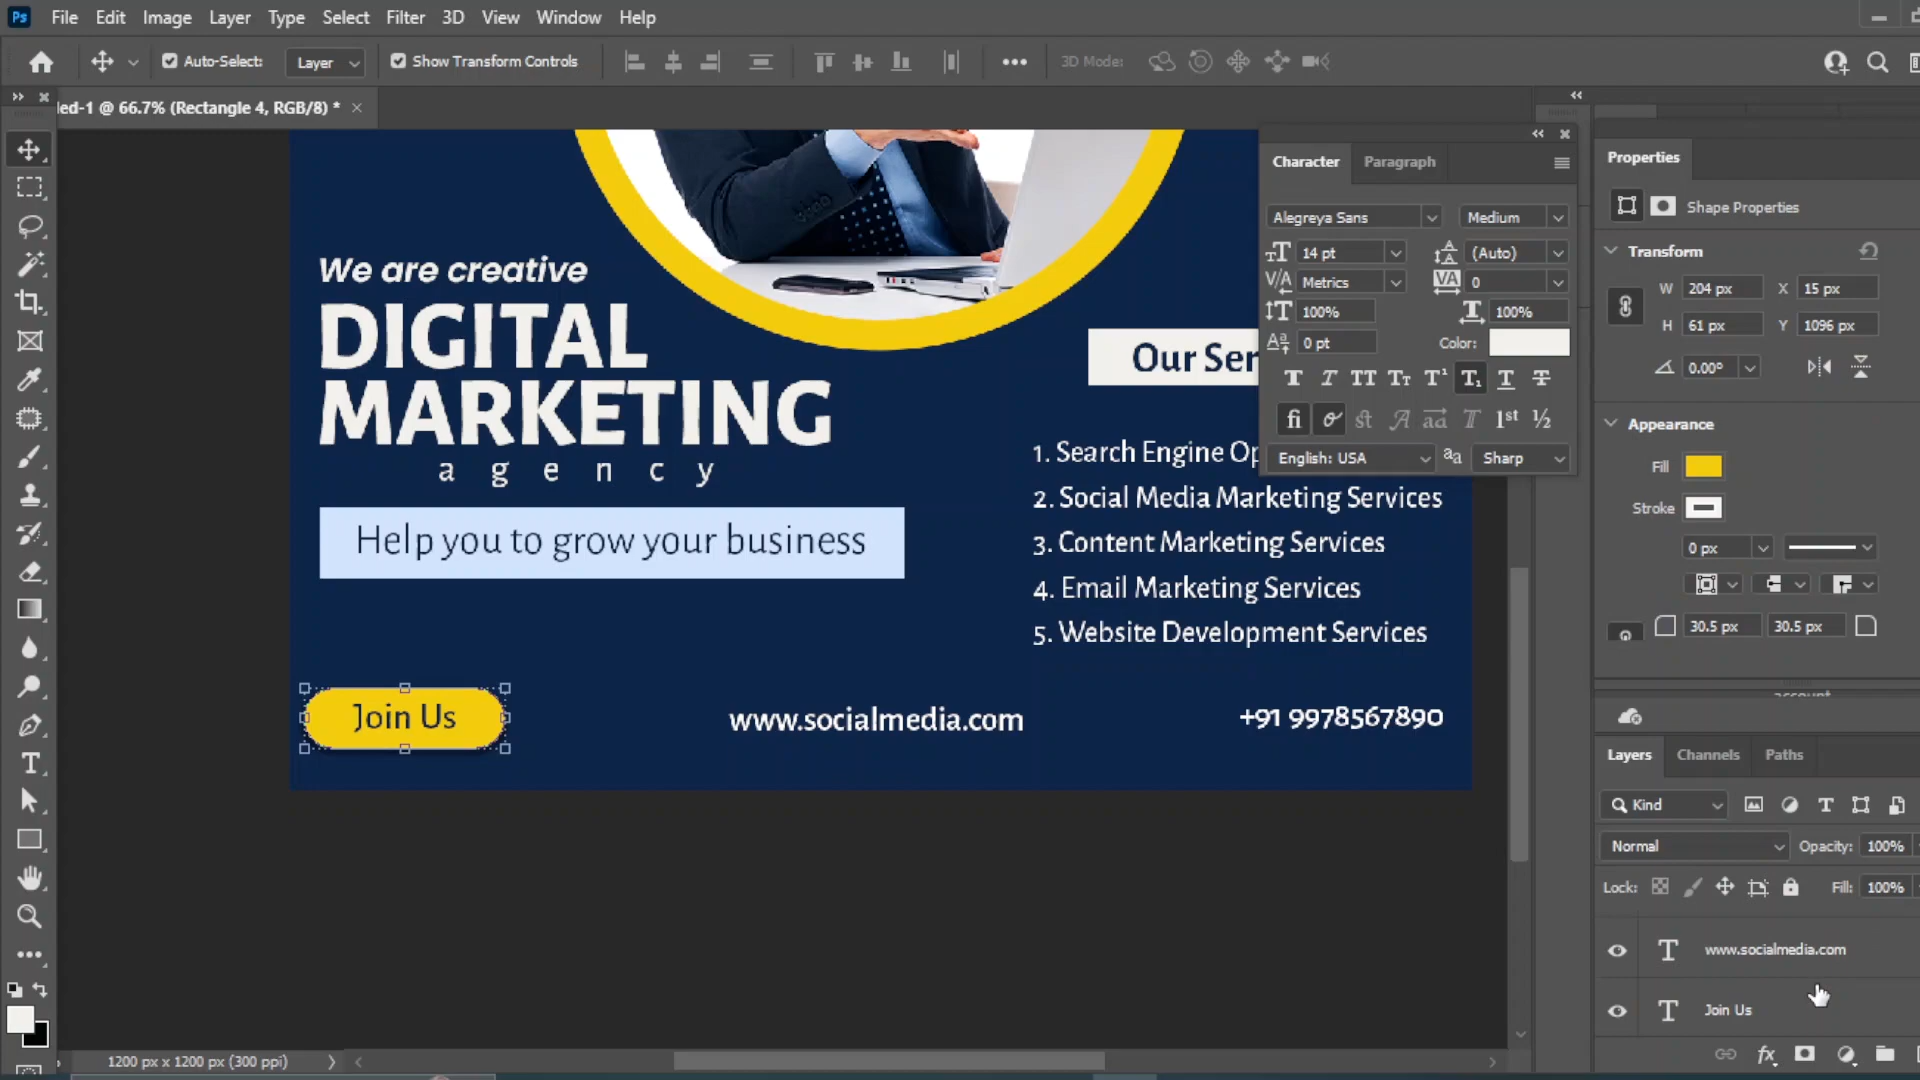 Ps File Edit Image Layer Type Select Filter 3D View Window Help
Auto-Select: Layer Show Transform Controls 3D Mode:
led-1 @ 66.7% (Rectangle 4, RGB/8) *
Character Paragraph
Alegreya Sans Medium
14 pt (Auto)
Metrics 0
100% 100%
0 pt Color:
English: USA Sharp
Properties
Shape Properties
Transform
W 204 px X 15 px
H 61 px Y 1096 px
0.00°
Appearance
Fill
Stroke
0 px
30.5 px 30.5 px
account
Layers Channels Paths
Kind
Normal Opacity: 100%
Lock: Fill: 100%
www.socialmedia.com
Join Us
We are creative
DIGITAL
MARKETING
agency
Help you to grow your business
Our Ser
1. Search Engine Op
2. Social Media Marketing Services
3. Content Marketing Services
4. Email Marketing Services
5. Website Development Services
Join Us
www.socialmedia.com
+91 9978567890
1200 px x 1200 px (300 ppi)